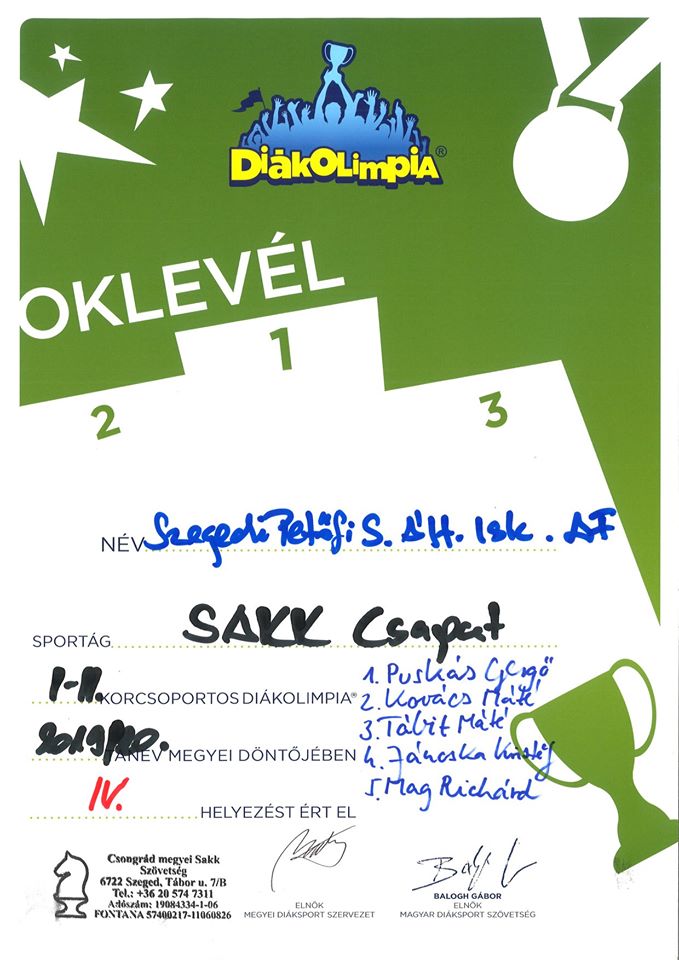 DiákOLimpiA®
OKLEVÉL
1
2
3
NÉV Szegedi Petőfi S. Ált. Isk. AF
SPORTÁG SAKK Csapat
I-II. KORCSOPORTOS DIÁKOLIMPIA®
2019/20. TANÉV MEGYEI DÖNTŐJÉBEN
IV. HELYEZÉST ÉRT EL
1. Puskás Gergő
2. Kovács Máté
3. Tábit Máté
4. Jáncska Kristóf
5. Mag Richárd
Csongrád megyei Sakk
Szövetség
6722 Szeged, Tábor u. 7/B
Tel.: +36 20 574 7311
Adószám: 19084334-1-06
FONTANA 57400217-11060826
ELNÖK
MEGYEI DIÁKSPORT SZERVEZET
BALOGH GÁBOR
ELNÖK
MAGYAR DIÁKSPORT SZÖVETSÉG